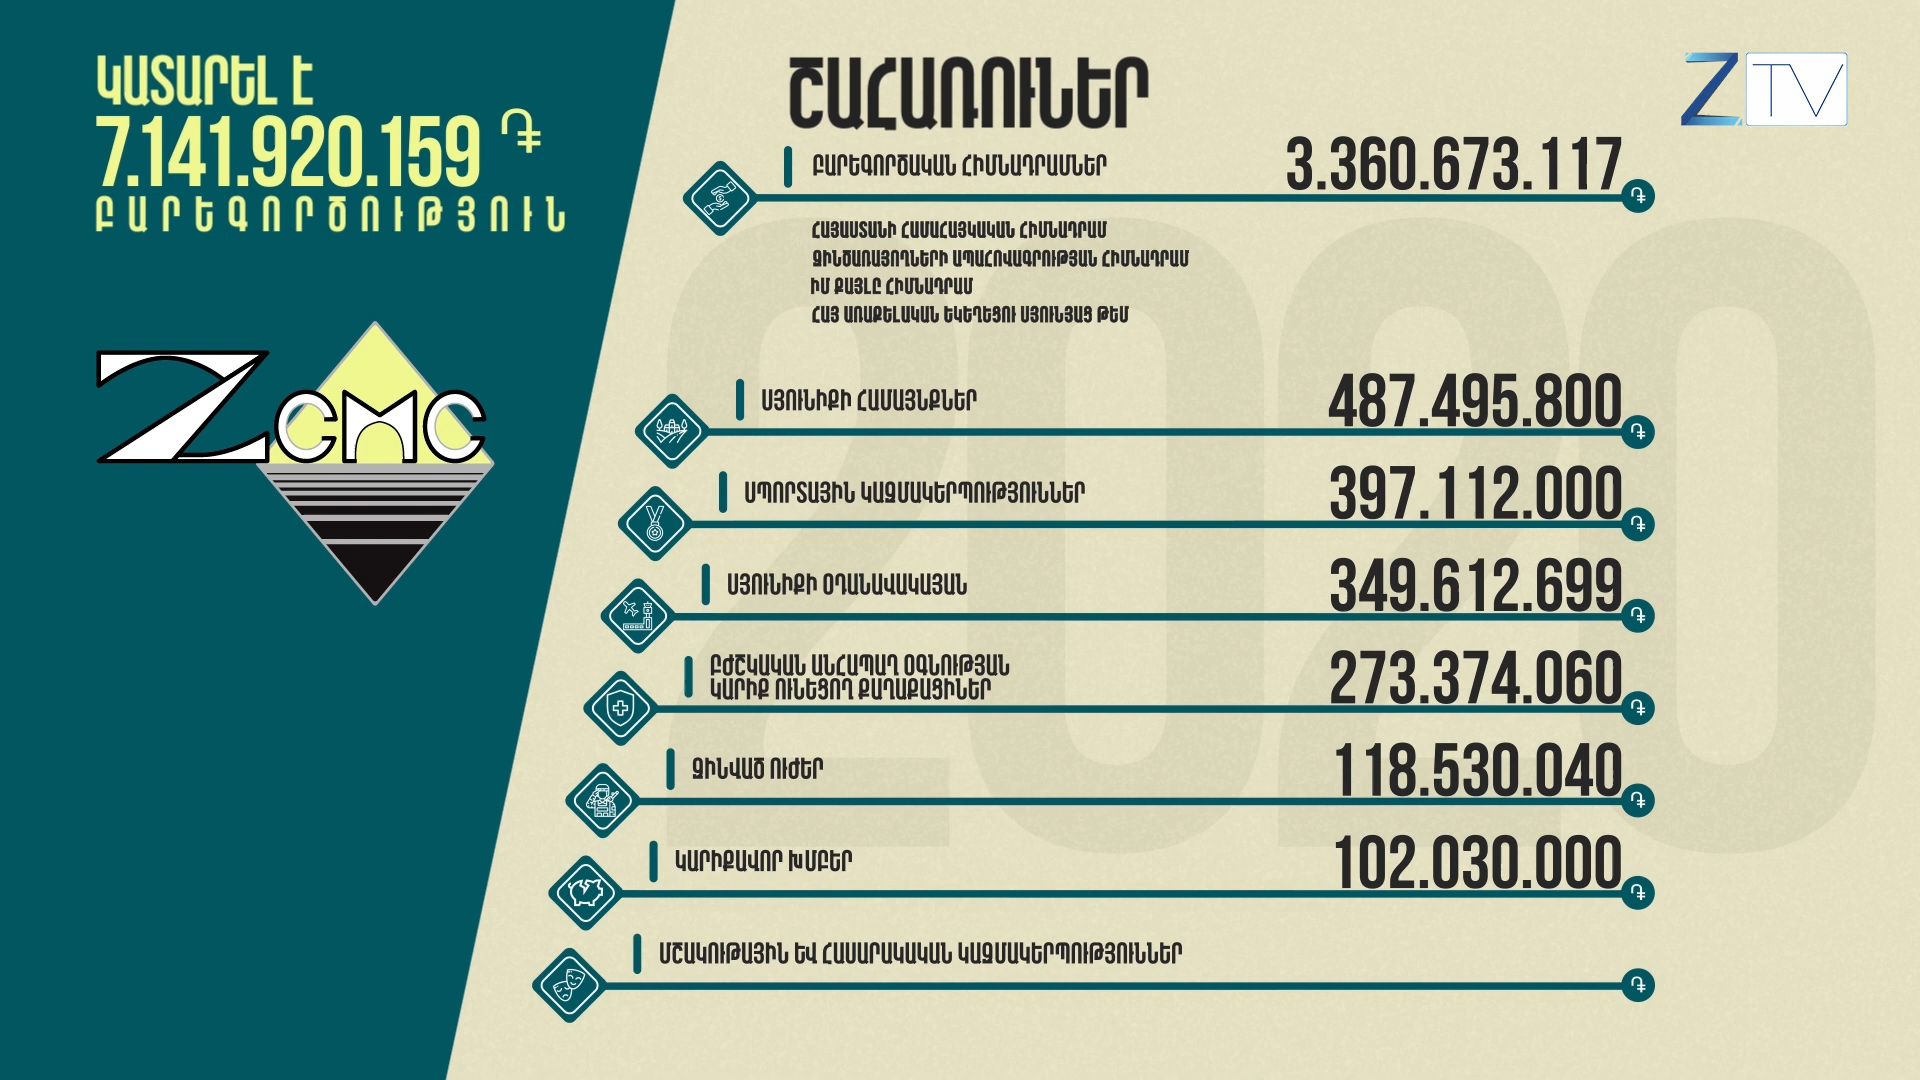 ԿԱՏԱՐԵԼ Է
7.141.920.159 ֏
ԲԱՐԵԳՈՐԾՈՒԹՅՈՒՆ
ZCMC
ՇԱՀԱՌՈՒՆԵՐ
ZTV
ԲԱՐԵԳՈՐԾԱԿԱՆ ՀԻՄՆԱԴՐԱՄՆԵՐ 3.360.673.117 ֏
ՀԱՅԱՍՏԱՆԻ ՀԱՄԱՀԱՅԿԱԿԱՆ ՀԻՄՆԱԴՐԱՄ
ԶԻՆԾԱՌԱՅՈՂՆԵՐԻ ԱՊԱՀՈՎԱԳՐՈՒԹՅԱՆ ՀԻՄՆԱԴՐԱՄ
ԻՄ ՔԱՅԼԸ ՀԻՄՆԱԴՐԱՄ
ՀԱՅ ԱՌԱՔԵԼԱԿԱՆ ԵԿԵՂԵՑՈՒ ՍՅՈՒՆՅԱՑ ԹԵՄ
ՍՅՈՒՆԻՔԻ ՀԱՄԱՅՆՔՆԵՐ 487.495.800 ֏
ՍՊՈՐՏԱՅԻՆ ԿԱԶՄԱԿԵՐՊՈՒԹՅՈՒՆՆԵՐ 397.112.000 ֏
ՍՅՈՒՆԻՔԻ ՕԴԱՆԱՎԱԿԱՅԱՆ 349.612.699 ֏
ԲԺՇԿԱԿԱՆ ԱՆՀԱՊԱՂ ՕԳՆՈՒԹՅԱՆ
ԿԱՐԻՔ ՈՒՆԵՑՈՂ ՔԱՂԱՔԱՑԻՆԵՐ 273.374.060 ֏
ԶԻՆՎԱԾ ՈՒԺԵՐ 118.530.040 ֏
ԿԱՐԻՔԱՎՈՐ ԽՄԲԵՐ 102.030.000 ֏
ՄՇԱԿՈՒԹԱՅԻՆ ԵՎ ՀԱՍԱՐԱԿԱԿԱՆ ԿԱԶՄԱԿԵՐՊՈՒԹՅՈՒՆՆԵՐ ֏
2020